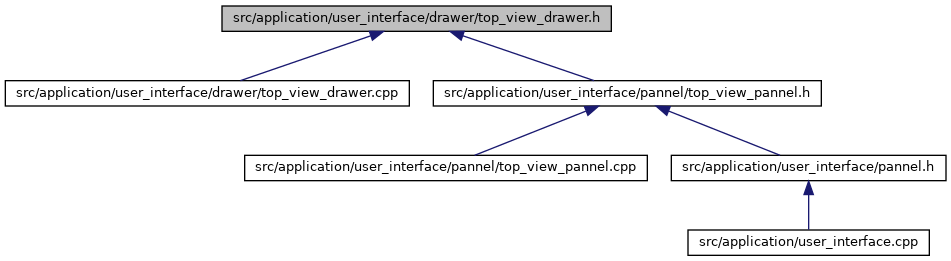 src/application/user_interface/drawer/top_view_drawer.h
src/application/user_interface/drawer/top_view_drawer.cpp
src/application/user_interface/pannel/top_view_pannel.h
src/application/user_interface/pannel/top_view_pannel.cpp
src/application/user_interface/pannel.h
src/application/user_interface.cpp